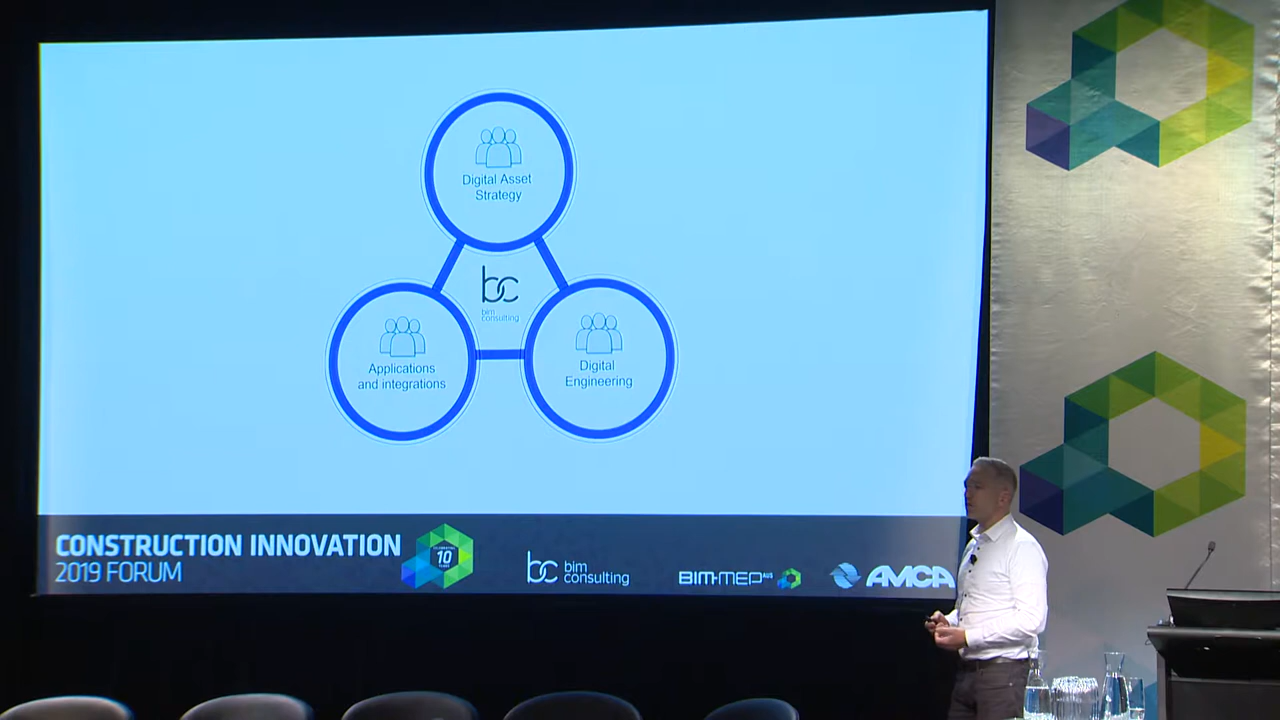 Digital Asset
Strategy
bc
bim
consulting
Applications
and integrations
Digital
Engineering
CONSTRUCTION INNOVATION
2019 FORUM
10
bc
bim
consulting
BIM-MEP AUS
AMCA